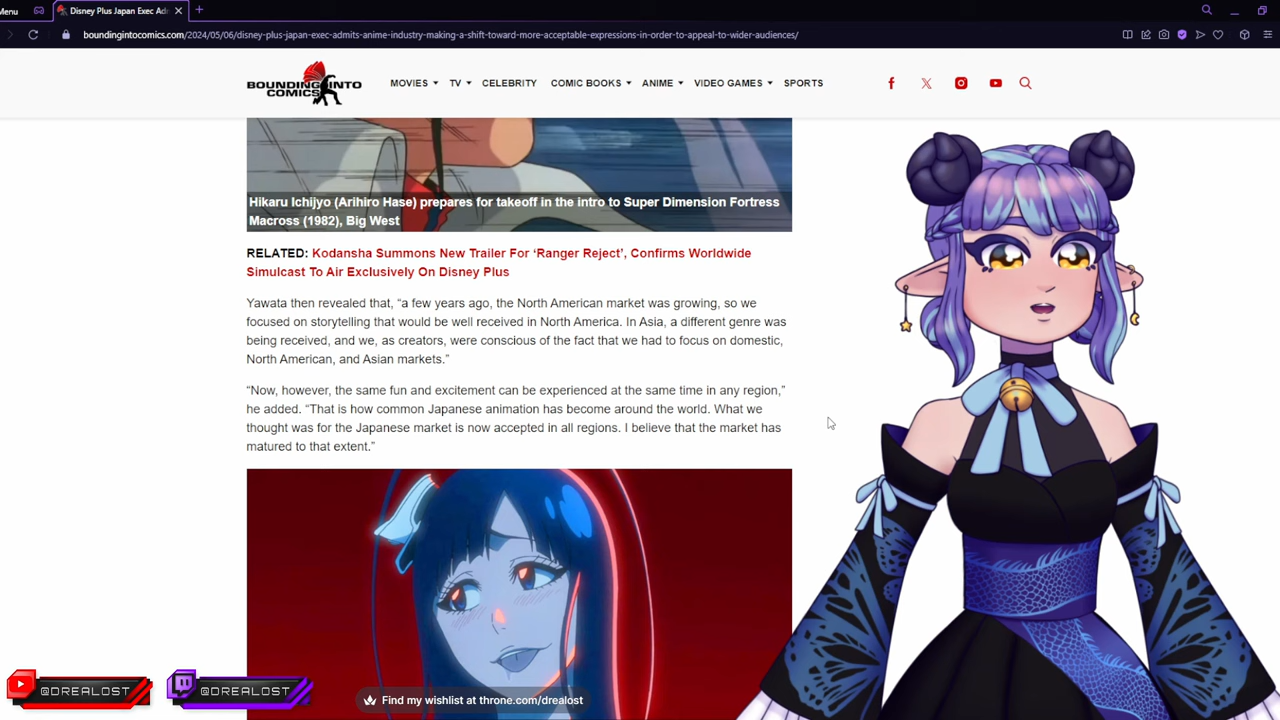 Menu
Disney Plus Japan Exec Adm
boundingintocomics.com/2024/05/06/disney-plus-japan-exec-admits-anime-industry-making-a-shift-toward-more-acceptable-expressions-in-order-to-appeal-to-wider-audiences/
BOUNDING INTO
COMICS
MOVIES TV CELEBRITY COMIC BOOKS ANIME VIDEO GAMES SPORTS
Hikaru Ichijyo (Arihiro Hase) prepares for takeoff in the intro to Super Dimension Fortress
Macross (1982), Big West
RELATED: Kodansha Summons New Trailer For ‘Ranger Reject’, Confirms Worldwide
Simulcast To Air Exclusively On Disney Plus
Yawata then revealed that, “a few years ago, the North American market was growing, so we
focused on storytelling that would be well received in North America. In Asia, a different genre was
being received, and we, as creators, were conscious of the fact that we had to focus on domestic,
North American, and Asian markets.”
“Now, however, the same fun and excitement can be experienced at the same time in any region,”
he added. “That is how common Japanese animation has become around the world. What we
thought was for the Japanese market is now accepted in all regions. I believe that the market has
matured to that extent.”
@DREALOST
@DREALOST
Find my wishlist at throne.com/drealost